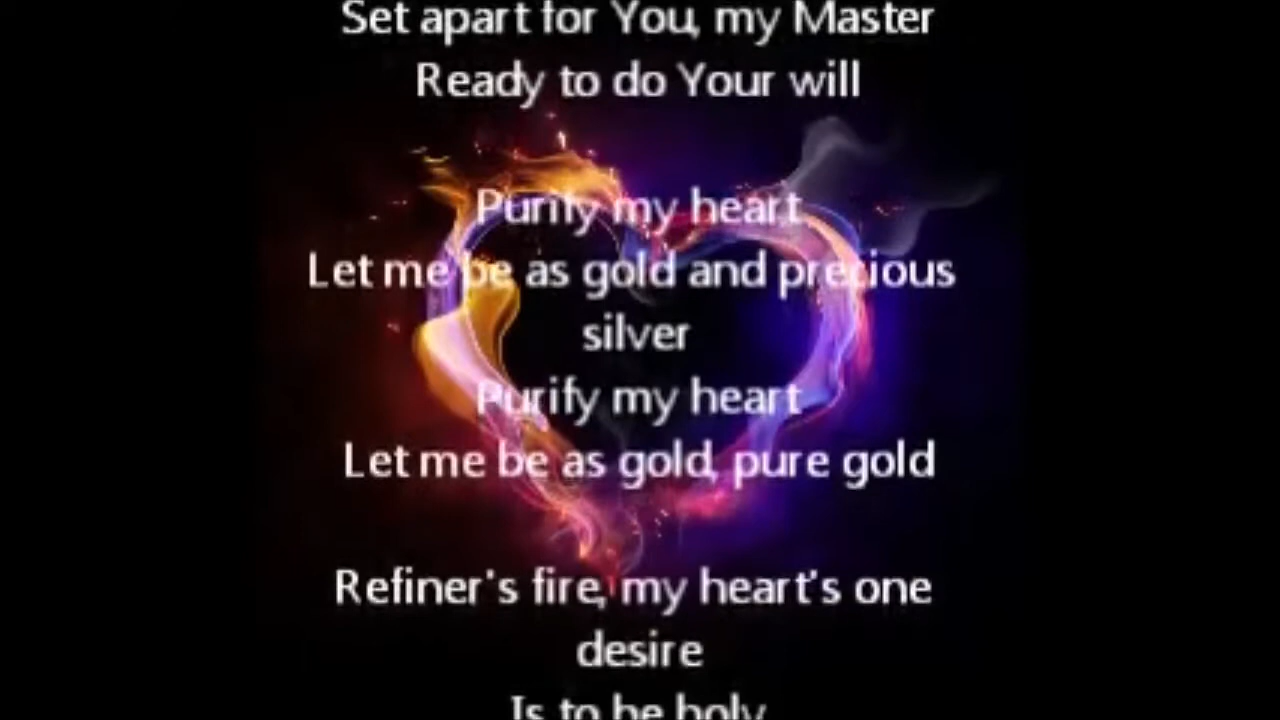 Set apart for You, my Master
Ready to do Your will
Purify my heart
Let me be as gold and precious
silver
Purify my heart
Let me be as gold, pure gold
Refiner's fire, my heart's one
desire
Is to be holy